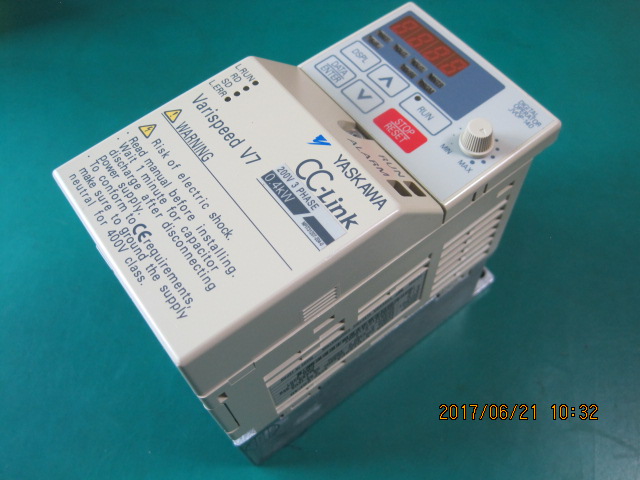 L.RUN
RD
SD
L.ERR
Varispeed V7
WARNING
Risk of electric shock.
Read manual before installing.
Wait 1 minute for capacitor
discharge after disconnecting
power supply.
To conform to CE requirements,
make sure to ground the supply
neutral for 400V class.
YASKAWA
CC-Link
200V 3 PHASE
0.4kW
RUN
ALARM
DSPL
DATA
ENTER
RUN
STOP
RESET
MIN
MAX
DIGITAL
OPERATOR
2017/06/21 10:32